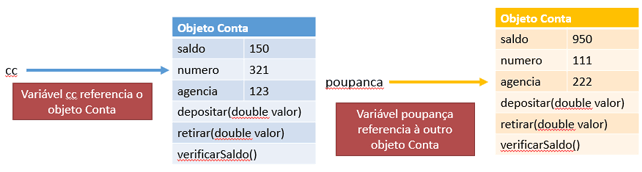 cc
Variável cc referencia o
objeto Conta
Objeto Conta
saldo 150
numero 321
agencia 123
depositar(double valor)
retirar(double valor)
verificarSaldo()
poupanca
Variável poupança
referencia à outro
objeto Conta
Objeto Conta
saldo 950
numero 111
agencia 222
depositar(double valor)
retirar(double valor)
verificarSaldo()